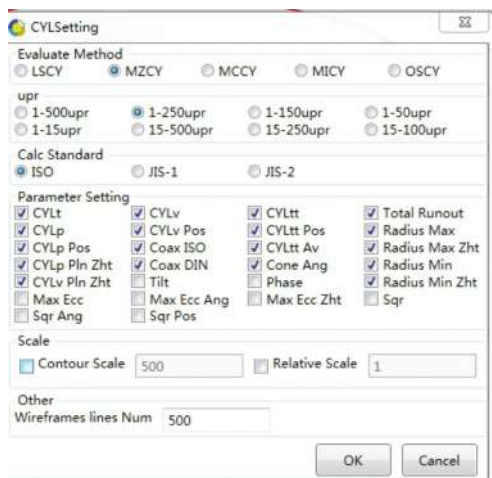 CYLSetting
Evaluate Method
LSCY MZCY MCCY MICY OSCY
upr
1-500upr 1-250upr 1-150upr 1-50upr
1-15upr 15-500upr 15-250upr 15-100upr
Calc Standard
ISO JIS-1 JIS-2
Parameter Setting
CYLt CYLv CYLtt Total Runout
CYLp CYLv Pos CYLtt Pos Radius Max
CYLp Pos Coax ISO CYLtt Av Radius Max Zht
CYLp Pln Zht Coax DIN Cone Ang Radius Min
CYLv Pln Zht Tilt Phase Radius Min Zht
Max Ecc Max Ecc Ang Max Ecc Zht Sqr
Sqr Ang Sqr Pos
Scale
Contour Scale 500 Relative Scale 1
Other
Wireframes lines Num 500
OK Cancel